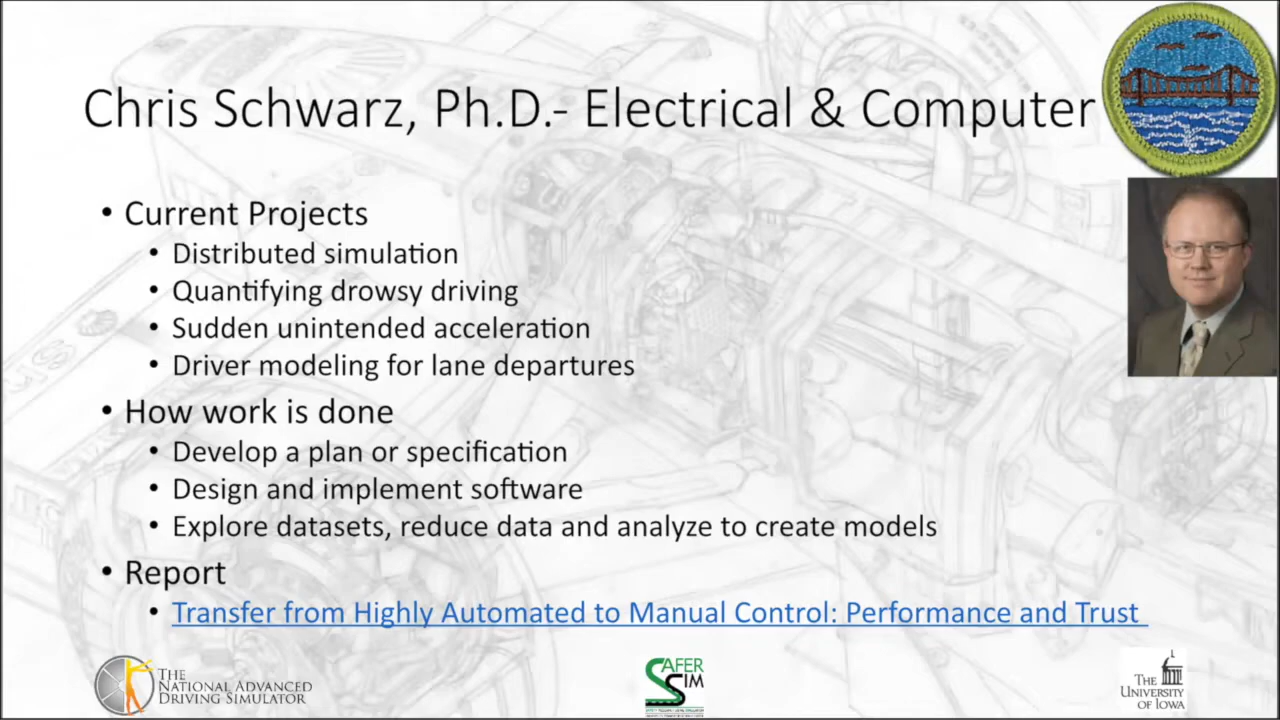 Chris Schwarz, Ph.D.- Electrical & Computer
• Current Projects
• Distributed simulation
• Quantifying drowsy driving
• Sudden unintended acceleration
• Driver modeling for lane departures
• How work is done
• Develop a plan or specification
• Design and implement software
• Explore datasets, reduce data and analyze to create models
• Report
• Transfer from Highly Automated to Manual Control: Performance and Trust
THE
NATIONAL ADVANCED
DRIVING SIMULATOR
SAFER
SIM
THE
UNIVERSITY
OF IOWA